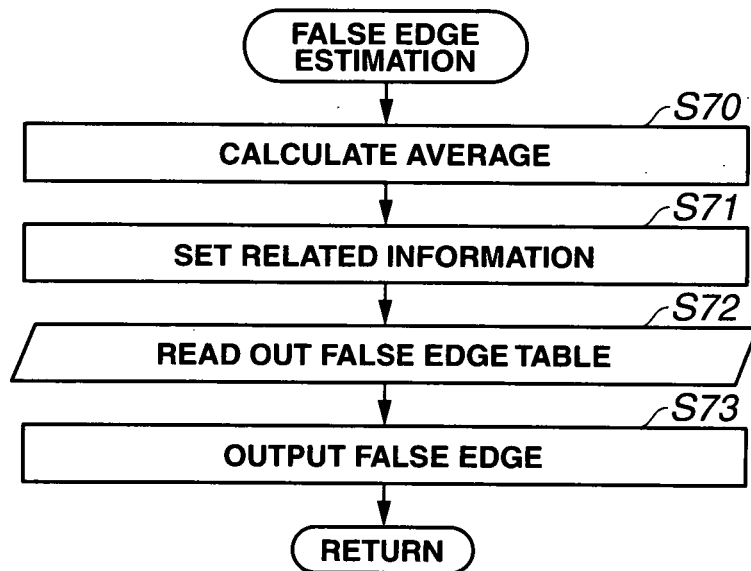 FALSE EDGE
ESTIMATION
S70
CALCULATE AVERAGE
S71
SET RELATED INFORMATION
S72
READ OUT FALSE EDGE TABLE
S73
OUTPUT FALSE EDGE
RETURN